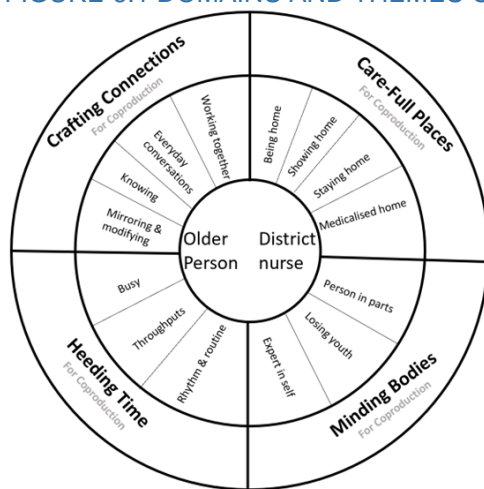 FIGURE 6.7 DOMAINS AND THEMES
Crafting Connections
For Coproduction
Working together
Everyday
conversations
Knowing
Mirroring &
modifying
Care-Full Places
For Coproduction
Being home
Showing home
Staying home
Medicalised home
Older
Person
District
nurse
Heeding Time
For Coproduction
Busy
Throughputs
Rhythm & routine
Minding Bodies
For Coproduction
Person in parts
Losing youth
Expert in self